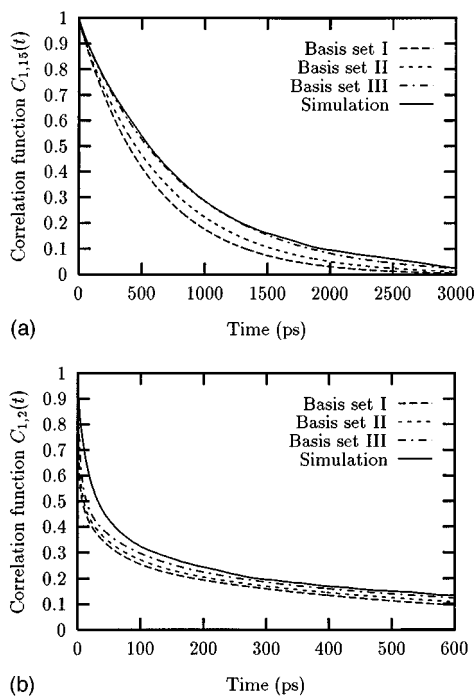 Correlation function C1,15(t)
1
0.9
0.8
0.7
0.6
0.5
0.4
0.3
0.2
0.1
0
Basis set I
Basis set II
Basis set III
Simulation
0 500 1000 1500 2000 2500 3000
(a)
Time (ps)
Correlation function C1,2(t)
1
0.9
0.8
0.7
0.6
0.5
0.4
0.3
0.2
0.1
0
Basis set I
Basis set II
Basis set III
Simulation
0 100 200 300 400 500 600
(b)
Time (ps)